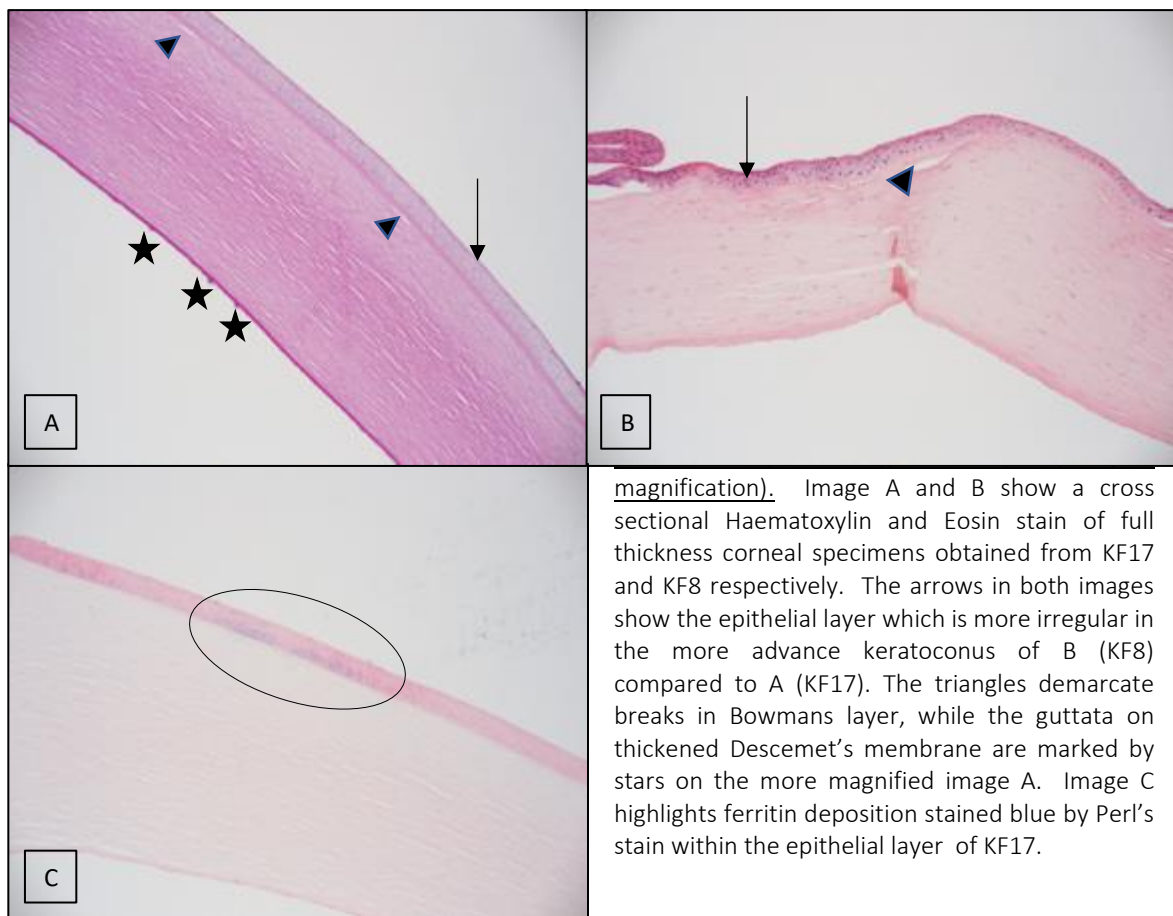 A
B
C
magnification). Image A and B show a cross
sectional Haematoxylin and Eosin stain of full
thickness corneal specimens obtained from KF17
and KF8 respectively. The arrows in both images
show the epithelial layer which is more irregular in
the more advance keratoconus of B (KF8)
compared to A (KF17). The triangles demarcate
breaks in Bowmans layer, while the guttata on
thickened Descemet’s membrane are marked by
stars on the more magnified image A. Image C
highlights ferritin deposition stained blue by Perl’s
stain within the epithelial layer of KF17.